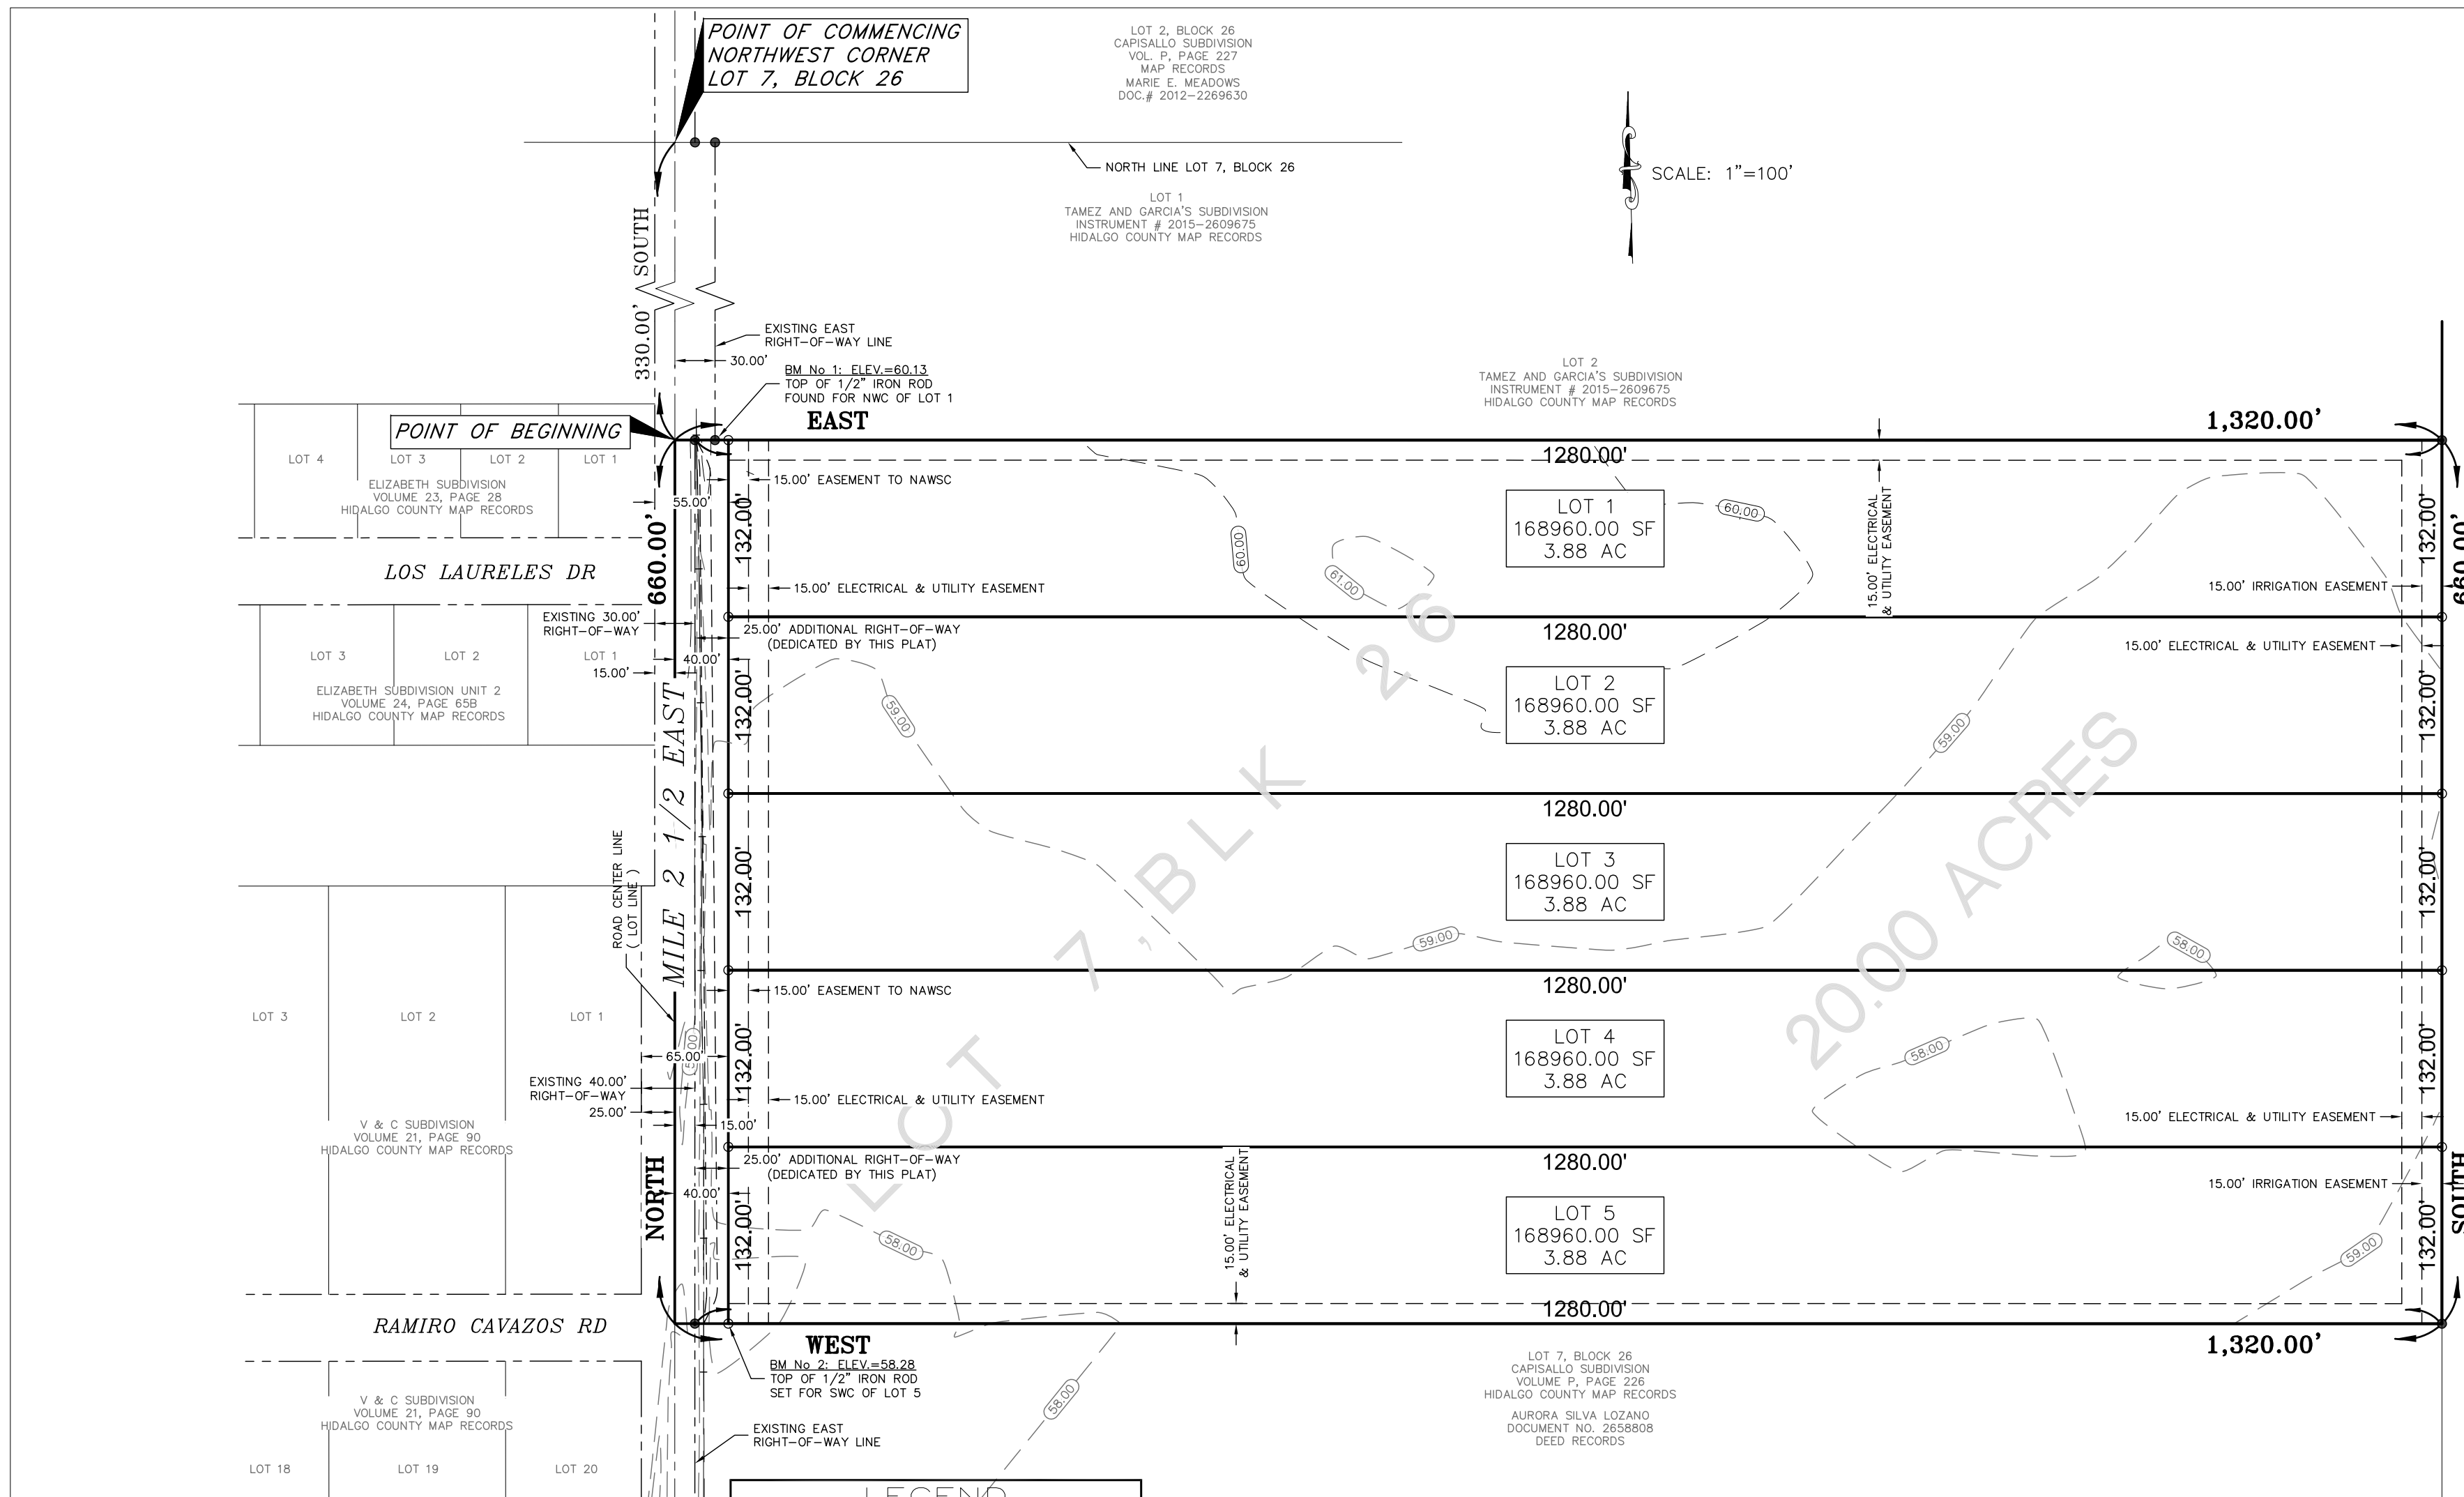 POINT OF COMMENCING
NORTHWEST CORNER
LOT 7, BLOCK 26
LOT 2, BLOCK 26
CAPISALLO SUBDIVISION
VOL. P, PAGE 227
MAP RECORDS
MARIE E. MEADOWS
DOC.# 2012-2269630
NORTH LINE LOT 7, BLOCK 26
SCALE: 1"=100'
LOT 1
TAMEZ AND GARCIA'S SUBDIVISION
INSTRUMENT # 2015-2609675
HIDALGO COUNTY MAP RECORDS
330.00' SOUTH
EXISTING EAST
RIGHT-OF-WAY LINE
30.00'
BM No 1: ELEV.=60.13
TOP OF 1/2" IRON ROD
FOUND FOR NWC OF LOT 1
LOT 2
TAMEZ AND GARCIA'S SUBDIVISION
INSTRUMENT # 2015-2609675
HIDALGO COUNTY MAP RECORDS
POINT OF BEGINNING
EAST
1,320.00'
LOT 4
LOT 3
LOT 2
LOT 1
ELIZABETH SUBDIVISION
VOLUME 23, PAGE 28
HIDALGO COUNTY MAP RECORDS
1280.00'
15.00' EASEMENT TO NAWSC
55.00'
660.00'
132.00'
LOT 1
168960.00 SF
3.88 AC
60.00
60.00
61.00
15.00' ELECTRICAL
& UTILITY EASEMENT
132.00'
660.00'
LOS LAURELES DR
15.00' ELECTRICAL & UTILITY EASEMENT
15.00' IRRIGATION EASEMENT
EXISTING 30.00'
RIGHT-OF-WAY
25.00' ADDITIONAL RIGHT-OF-WAY
(DEDICATED BY THIS PLAT)
1280.00'
15.00' ELECTRICAL & UTILITY EASEMENT
LOT 3
LOT 2
LOT 1
40.00'
15.00'
ELIZABETH SUBDIVISION UNIT 2
VOLUME 24, PAGE 65B
HIDALGO COUNTY MAP RECORDS
132.00'
59.00
LOT 2
168960.00 SF
3.88 AC
59.00
132.00'
MILE 2 1/2 EAST
LOT 7, BLK 26
20.00 ACRES
1280.00'
ROAD CENTER LINE
( LOT LINE )
132.00'
LOT 3
168960.00 SF
3.88 AC
59.00
58.00
132.00'
15.00' EASEMENT TO NAWSC
1280.00'
LOT 3
LOT 2
LOT 1
65.00'
132.00'
LOT 4
168960.00 SF
3.88 AC
58.00
132.00'
EXISTING 40.00'
RIGHT-OF-WAY
25.00'
15.00' ELECTRICAL & UTILITY EASEMENT
15.00'
15.00' ELECTRICAL & UTILITY EASEMENT
V & C SUBDIVISION
VOLUME 21, PAGE 90
HIDALGO COUNTY MAP RECORDS
25.00' ADDITIONAL RIGHT-OF-WAY
(DEDICATED BY THIS PLAT)
1280.00'
NORTH
40.00'
132.00'
58.00
15.00' ELECTRICAL
& UTILITY EASEMENT
LOT 5
168960.00 SF
3.88 AC
15.00' IRRIGATION EASEMENT
59.00
132.00'
SOUTH
1280.00'
RAMIRO CAVAZOS RD
WEST
1,320.00'
BM No 2: ELEV.=58.28
TOP OF 1/2" IRON ROD
SET FOR SWC OF LOT 5
58.00
LOT 7, BLOCK 26
CAPISALLO SUBDIVISION
VOLUME P, PAGE 226
HIDALGO COUNTY MAP RECORDS
AURORA SILVA LOZANO
DOCUMENT NO. 2658808
DEED RECORDS
V & C SUBDIVISION
VOLUME 21, PAGE 90
HIDALGO COUNTY MAP RECORDS
EXISTING EAST
RIGHT-OF-WAY LINE
LOT 18
LOT 19
LOT 20
LEGEND